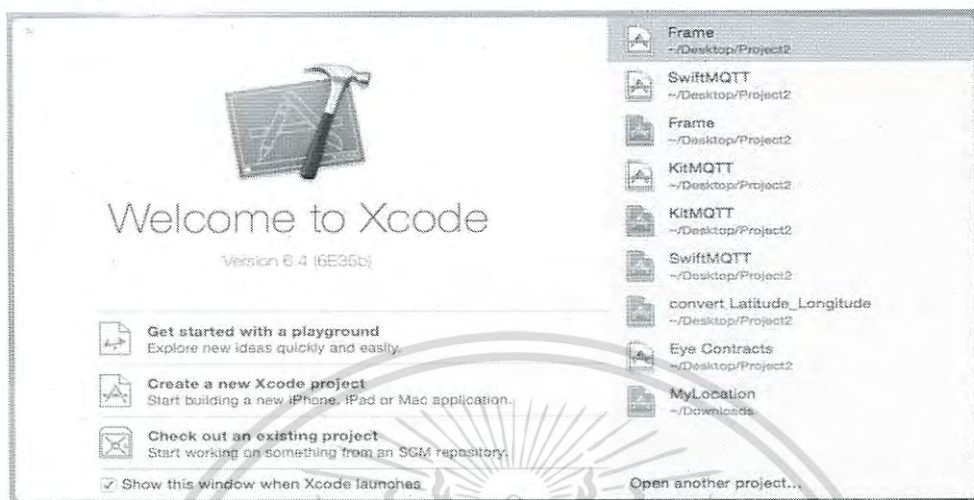 Welcome to Xcode
Version 6.4 (6E35b)
Get started with a playground
Explore new ideas quickly and easily.
Create a new Xcode project
Start building a new iPhone, iPad or Mac application.
Check out an existing project
Start working on something from an SCM repository.
Show this window when Xcode launches
Frame
~/Desktop/Project2
SwiftMQTT
~/Desktop/Project2
Frame
~/Desktop/Project2
KitMQTT
~/Desktop/Project2
KitMQTT
~/Desktop/Project2
SwiftMQTT
~/Desktop/Project2
convert Latitude_Longitude
~/Desktop/Project2
Eye Contracts
~/Desktop/Project2
MyLocation
~/Downloads
Open another project...